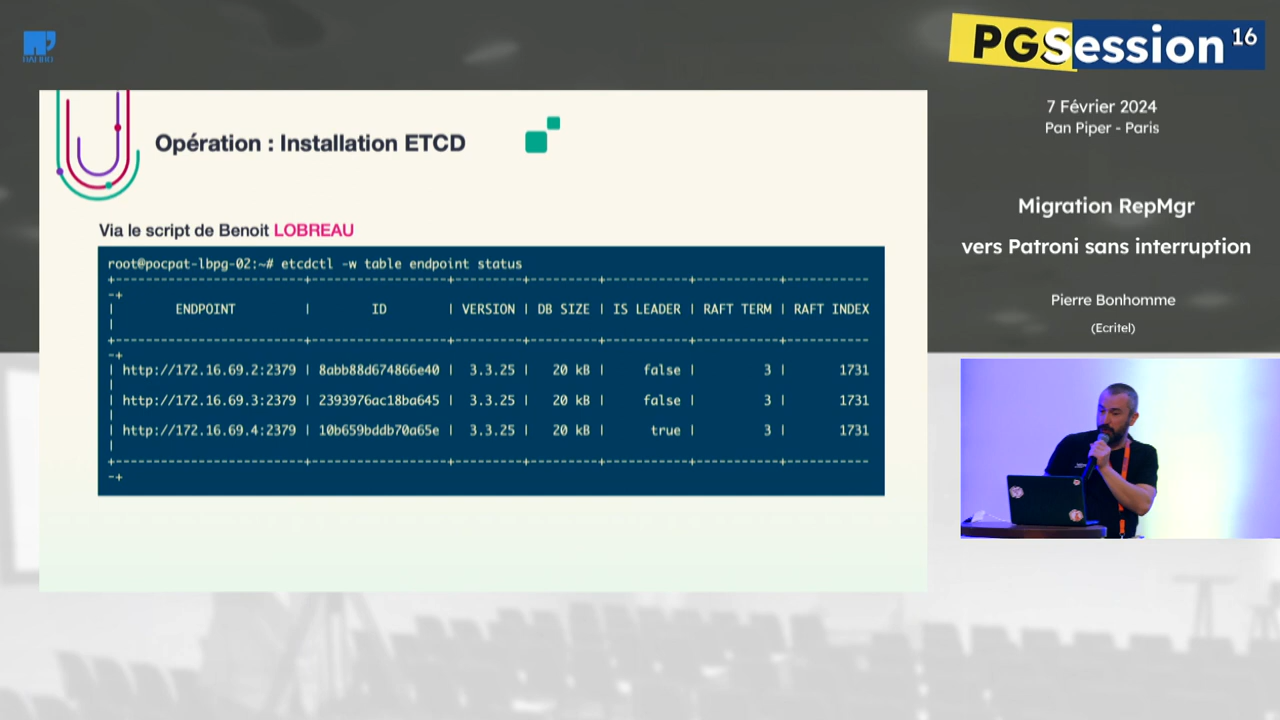 PGSession 16
7 Février 2024
Pan Piper - Paris
Migration RepMgr
vers Patroni sans interruption
Pierre Bonhomme
(Ecritel)
Opération : Installation ETCD
Via le script de Benoit LOBREAU
root@pocpat-lbpg-02:~# etcdctl -w table endpoint status
+--------------------------+------------------+---------+---------+-----------+-----------+-----------
-+
| ENDPOINT | ID | VERSION | DB SIZE | IS LEADER | RAFT TERM | RAFT INDEX
|
+--------------------------+------------------+---------+---------+-----------+-----------+-----------
-+
| http://172.16.69.2:2379 | 8abb88d674866e40 | 3.3.25 | 20 kB | false | 3 | 1731
|
| http://172.16.69.3:2379 | 2393976ac18ba645 | 3.3.25 | 20 kB | false | 3 | 1731
|
| http://172.16.69.4:2379 | 10b659bddb70a65e | 3.3.25 | 20 kB | true | 3 | 1731
|
+--------------------------+------------------+---------+---------+-----------+-----------+-----------
-+